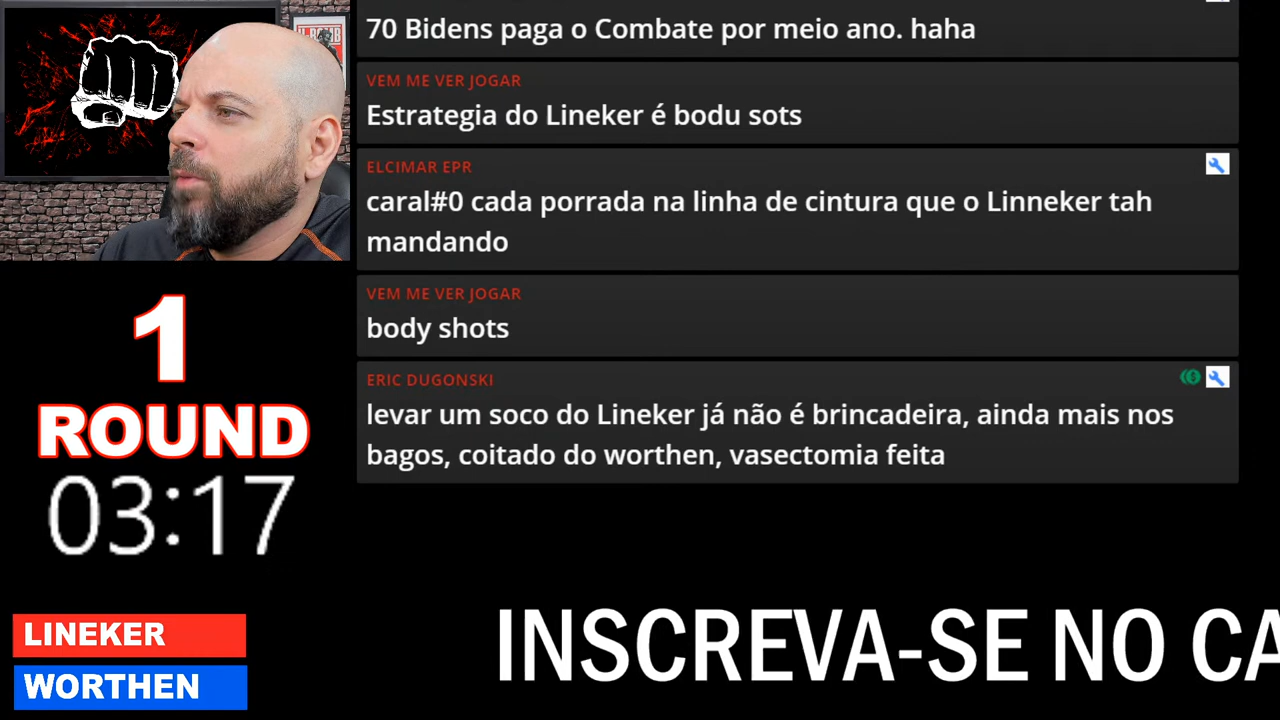 70 Bidens paga o Combate por meio ano. haha
VEM ME VER JOGAR
Estrategia do Lineker é bodu sots
ELCIMAR EPR
caral#0 cada porrada na linha de cintura que o Linneker tah
mandando
VEM ME VER JOGAR
body shots
ERIC DUGONSKI
levar um soco do Lineker já não é brincadeira, ainda mais nos
bagos, coitado do worthen, vasectomia feita
1
ROUND
03:17
LINEKER
WORTHEN
INSCREVA-SE NO CA